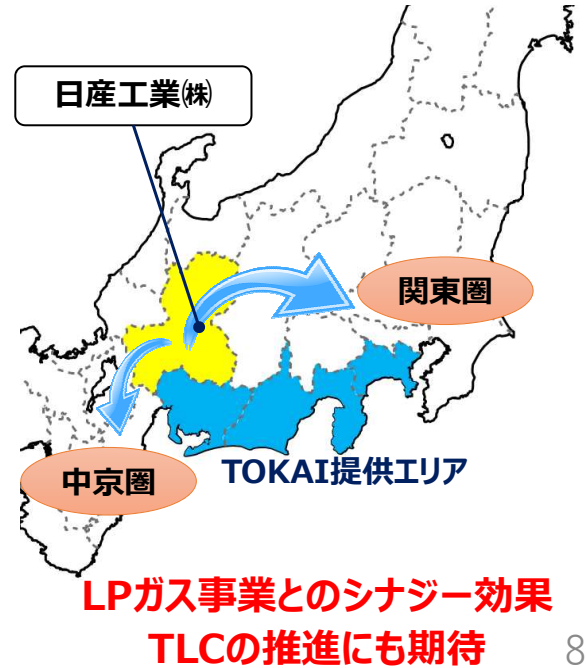 日産工業㈱
関東圏
中京圏
TOKAI提供エリア
LPガス事業とのシナジー効果
TLCの推進にも期待
8